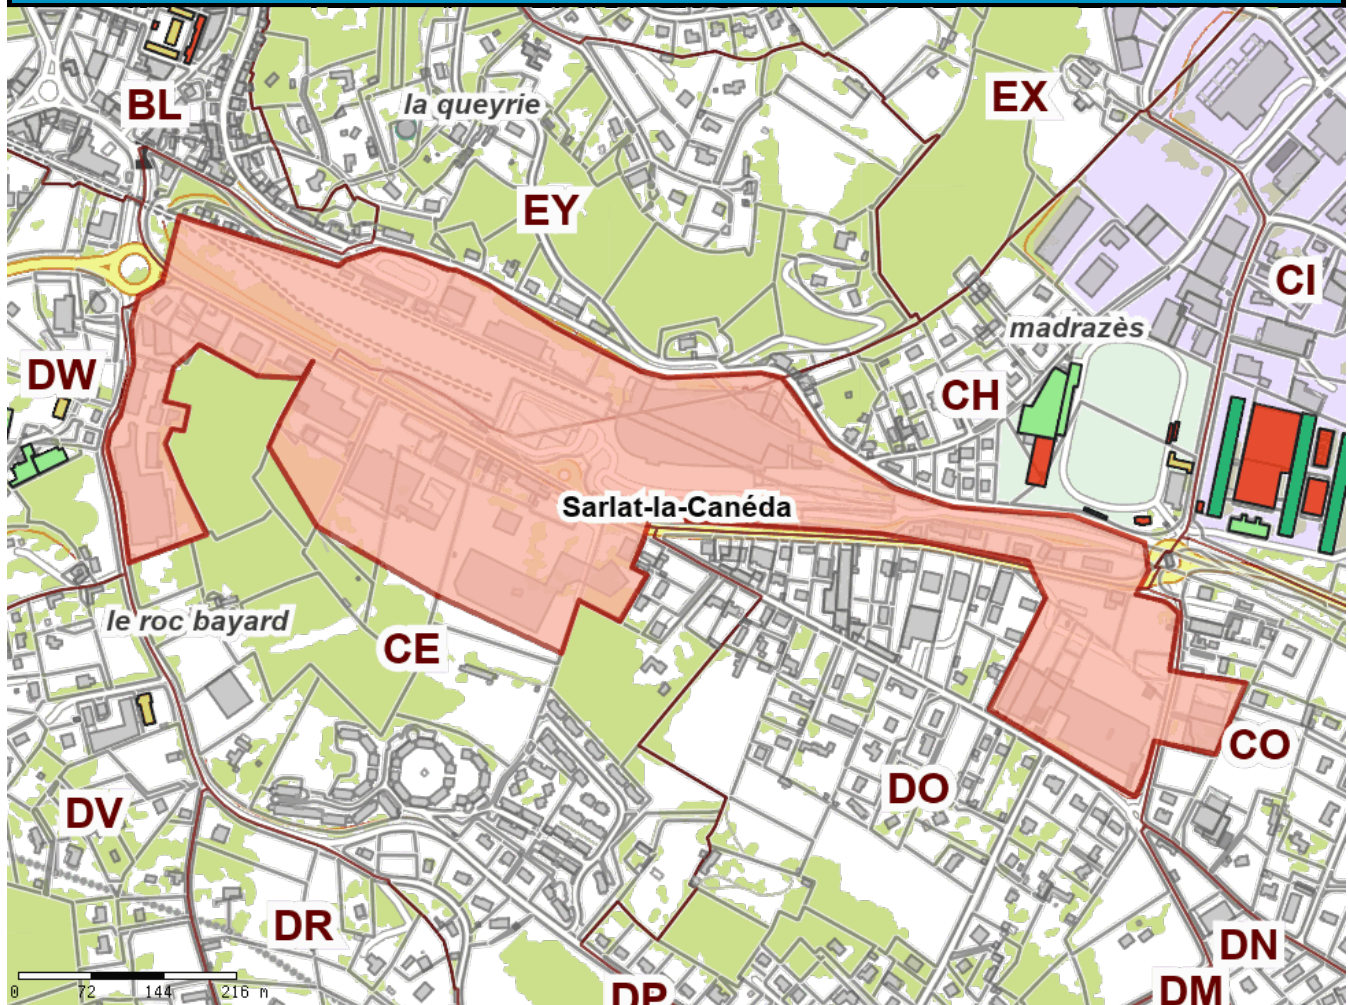 BL
la queyrie
EX
EY
CI
madrazès
DW
CH
Sarlat-la-Canéda
le roc bayard
CE
CO
DO
DV
DR
DN
DP
DM
0 72 144 216 m